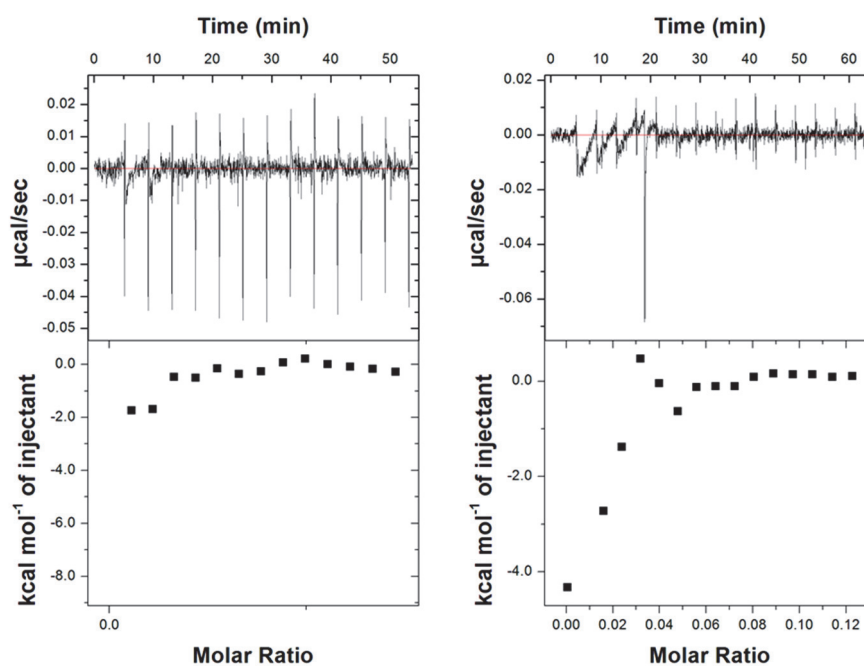 Time (min)
0 10 20 30 40 50
0.02
0.01
0.00
-0.01
-0.02
-0.03
-0.04
-0.05
µcal/sec
0.0
-2.0
-4.0
-6.0
-8.0
kcal mol⁻¹ of injectant
0.0
Molar Ratio
Time (min)
0 10 20 30 40 50 60
0.02
0.00
-0.02
-0.04
-0.06
µcal/sec
0.0
-2.0
-4.0
kcal mol⁻¹ of injectant
0.00 0.02 0.04 0.06 0.08 0.10 0.12
Molar Ratio